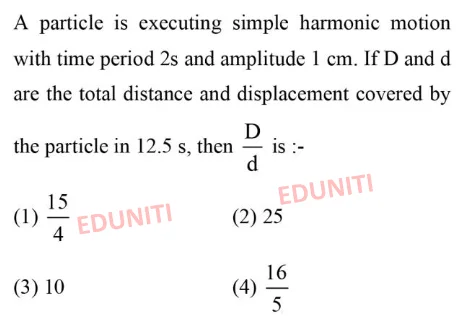 A particle is executing simple harmonic motion
with time period 2s and amplitude 1 cm. If D and d
are the total distance and displacement covered by
the particle in 12.5 s, then D/d is :-
(1) 15/4 EDUNITI (2) 25 EDUNITI
(3) 10 (4) 16/5